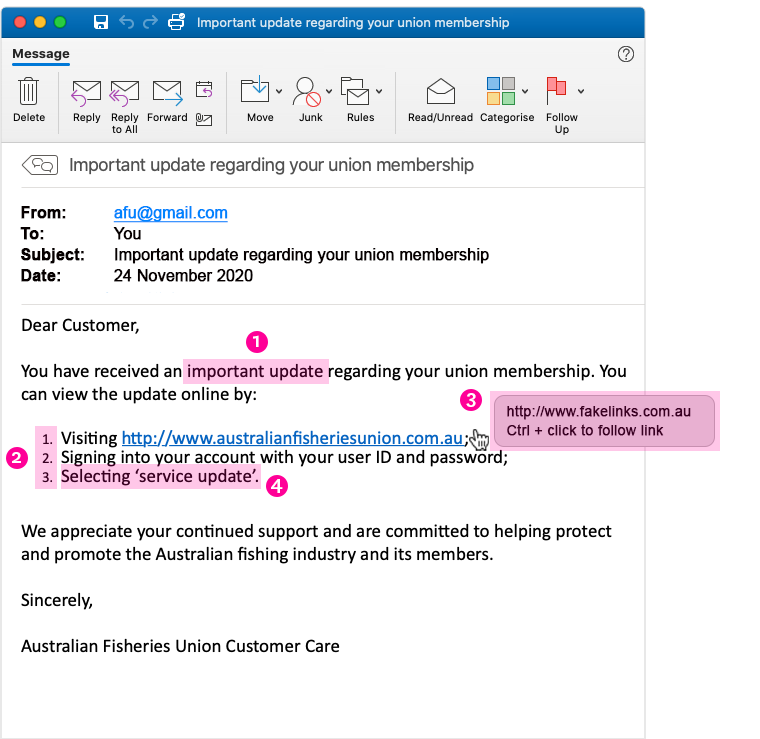 Important update regarding your union membership
Message
?
Delete
Reply
Reply to All
Forward
Move
Junk
Rules
Read/Unread
Categorise
Follow Up
Important update regarding your union membership
From: afu@gmail.com
To: You
Subject: Important update regarding your union membership
Date: 24 November 2020
Dear Customer,
1
You have received an important update regarding your union membership. You
can view the update online by:
3
http://www.fakelinks.com.au
Ctrl + click to follow link
1. Visiting http://www.australianfisheriesunion.com.au;
2
2. Signing into your account with your user ID and password;
3. Selecting ‘service update’.
4
We appreciate your continued support and are committed to helping protect
and promote the Australian fishing industry and its members.
Sincerely,
Australian Fisheries Union Customer Care